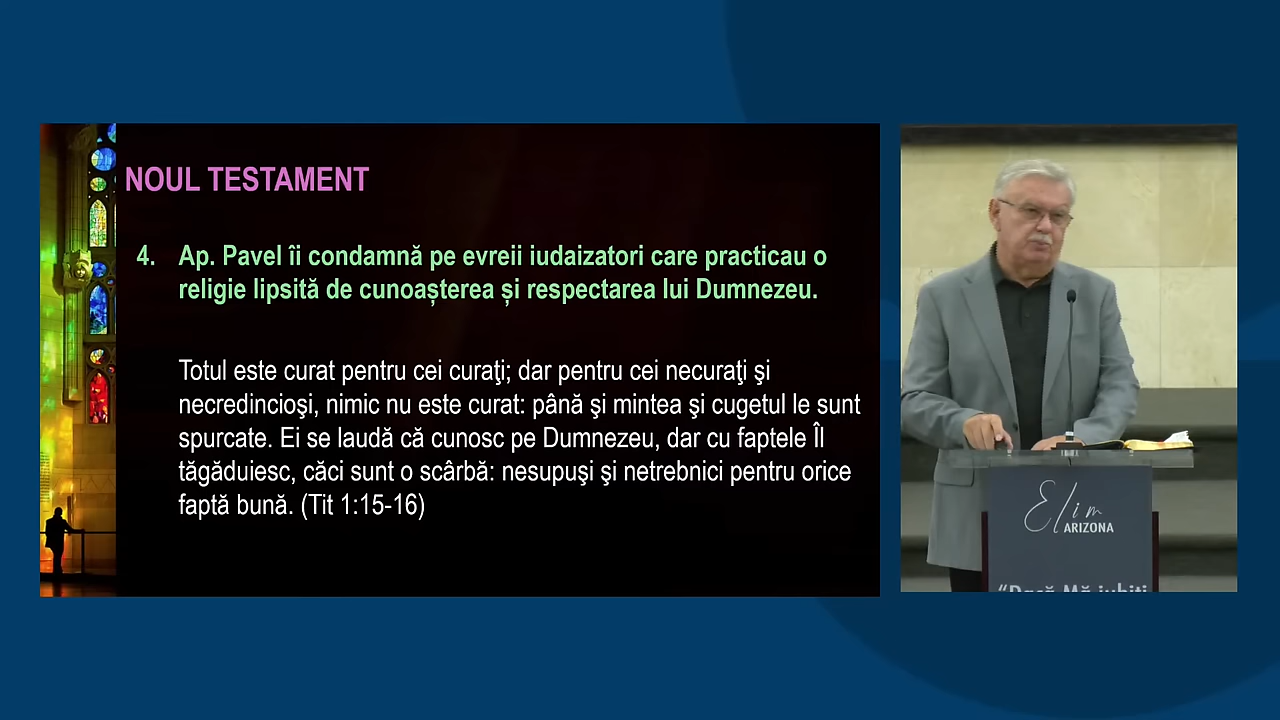 NOUL TESTAMENT
4. Ap. Pavel îi condamnă pe evreii iudaizatori care practicau o
religie lipsită de cunoașterea și respectarea lui Dumnezeu.
Totul este curat pentru cei curaţi; dar pentru cei necuraţi şi
necredincioşi, nimic nu este curat: până şi mintea şi cugetul le sunt
spurcate. Ei se laudă că cunosc pe Dumnezeu, dar cu faptele Îl
tăgăduiesc, căci sunt o scârbă: nesupuşi şi netrebnici pentru orice
faptă bună. (Tit 1:15-16)
Elim
ARIZONA
“Dacă Mă iubiți